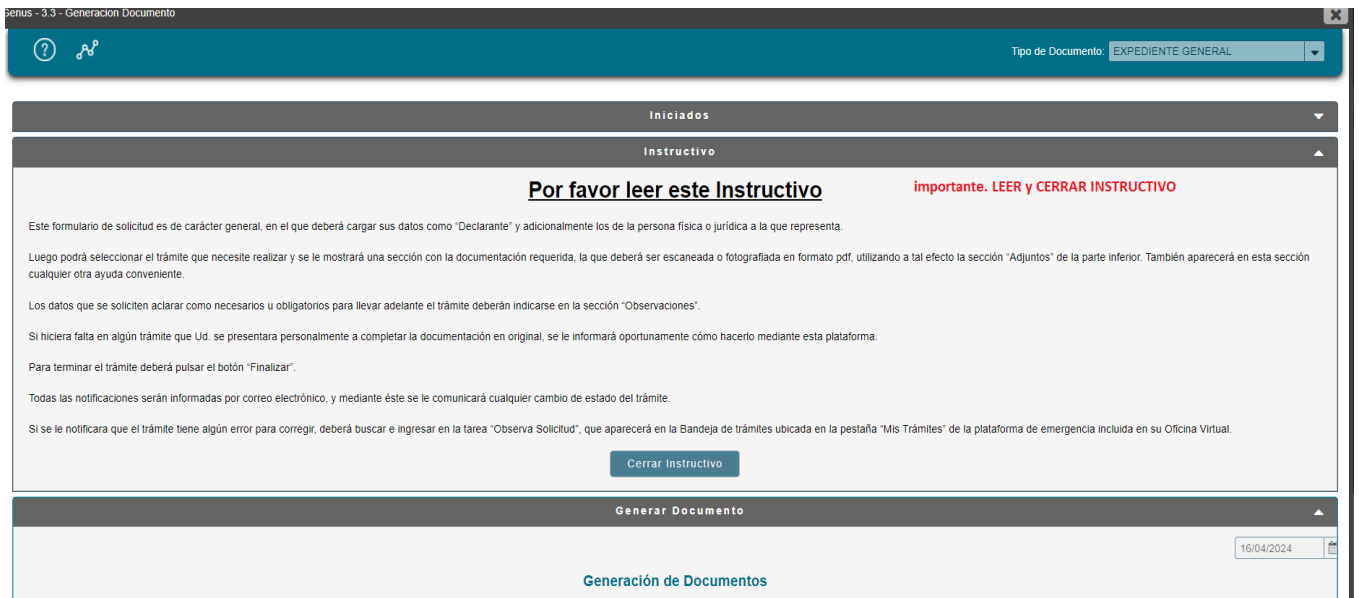 Genus - 3.3 - Generacion Documento
Tipo de Documento: EXPEDIENTE GENERAL
Iniciados
Instructivo
Por favor leer este Instructivo
importante. LEER y CERRAR INSTRUCTIVO
Este formulario de solicitud es de carácter general, en el que deberá cargar sus datos como “Declarante” y adicionalmente los de la persona física o jurídica a la que representa.
Luego podrá seleccionar el trámite que necesite realizar y se le mostrará una sección con la documentación requerida, la que deberá ser escaneada o fotografiada en formato pdf, utilizando a tal efecto la sección “Adjuntos” de la parte inferior. También aparecerá en esta sección
cualquier otra ayuda conveniente.
Los datos que se soliciten aclarar como necesarios u obligatorios para llevar adelante el trámite deberán indicarse en la sección “Observaciones”.
Si hiciera falta en algún trámite que Ud. se presentara personalmente a completar la documentación en original, se le informará oportunamente cómo hacerlo mediante esta plataforma.
Para terminar el trámite deberá pulsar el botón “Finalizar”.
Todas las notificaciones serán informadas por correo electrónico, y mediante éste se le comunicará cualquier cambio de estado del trámite.
Si se le notificara que el trámite tiene algún error para corregir, deberá buscar e ingresar en la tarea “Observa Solicitud”, que aparecerá en la Bandeja de trámites ubicada en la pestaña “Mis Trámites” de la plataforma de emergencia incluida en su Oficina Virtual.
Cerrar Instructivo
Generar Documento
16/04/2024
Generación de Documentos